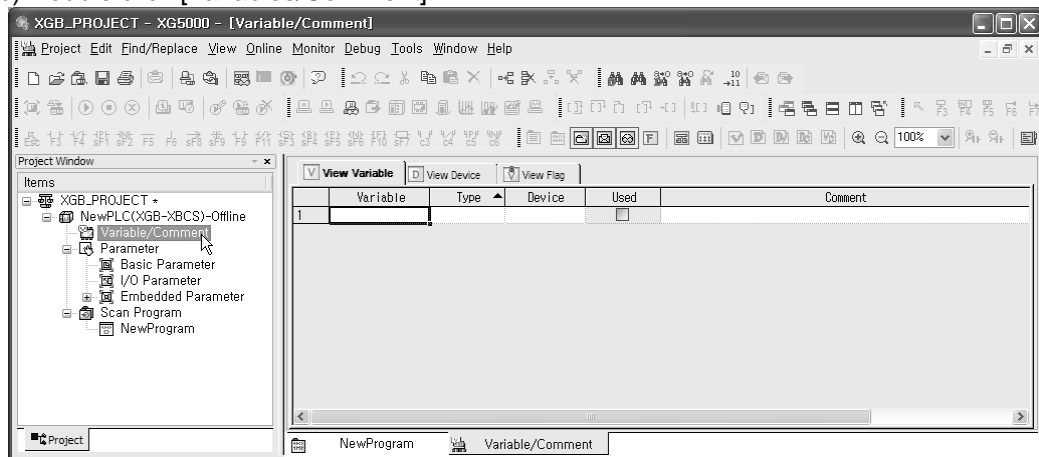 XGB_PROJECT - XG5000 - [Variable/Comment]
Project Edit Find/Replace View Online Monitor Debug Tools Window Help
100%
Project Window
Items
XGB_PROJECT *
NewPLC(XGB-XBCS)-Offline
Variable/Comment
Parameter
Basic Parameter
I/O Parameter
Embedded Parameter
Scan Program
NewProgram
Project
V View Variable D View Device View Flag
Variable Type Device Used Comment
1
NewProgram Variable/Comment